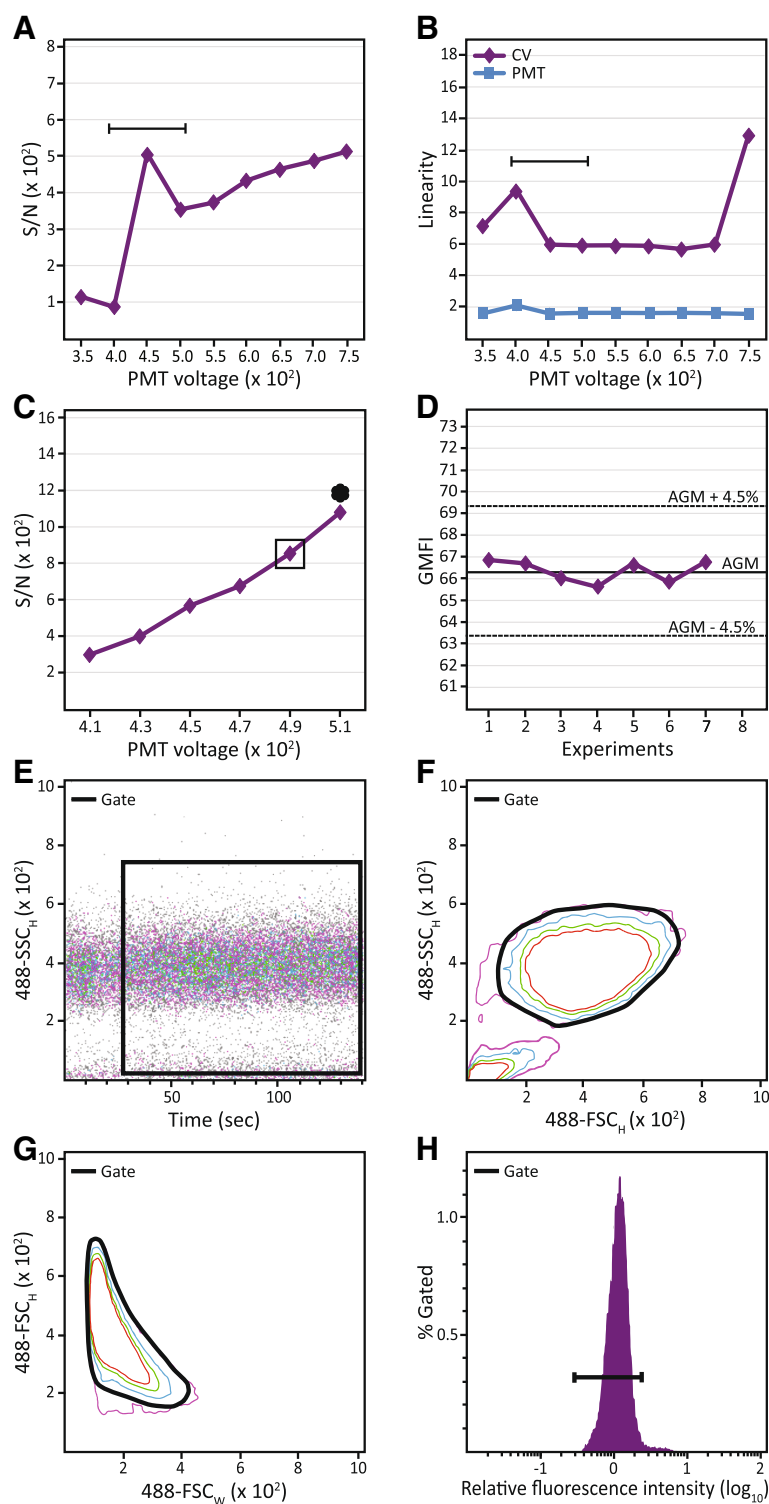 A
S/N (x 10²)
8
7
6
5
4
3
2
1
3.5 4.0 4.5 5.0 5.5 6.0 6.5 7.0 7.5
PMT voltage (x 10²)
B
Linearity
CV
PMT
18
16
14
12
10
8
6
4
2
3.5 4.0 4.5 5.0 5.5 6.0 6.5 7.0 7.5
PMT voltage (x 10²)
C
S/N (x 10²)
16
14
12
10
8
6
4
2
4.1 4.3 4.5 4.7 4.9 5.1
PMT voltage (x 10²)
D
GMFI
73
72
71
70
69
68
67
66
65
64
63
62
61
AGM + 4.5%
AGM
AGM - 4.5%
1 2 3 4 5 6 7 8
Experiments
E
Gate
488-SSC_H (x 10²)
10
8
6
4
2
50 100
Time (sec)
F
Gate
488-SSC_H (x 10²)
10
8
6
4
2
2 4 6 8 10
488-FSC_H (x 10²)
G
Gate
488-FSC_H (x 10²)
10
8
6
4
2
2 4 6 8 10
488-FSC_W (x 10²)
H
Gate
% Gated
1.0
0.5
-1 0 1 2
Relative fluorescence intensity (log₁₀)